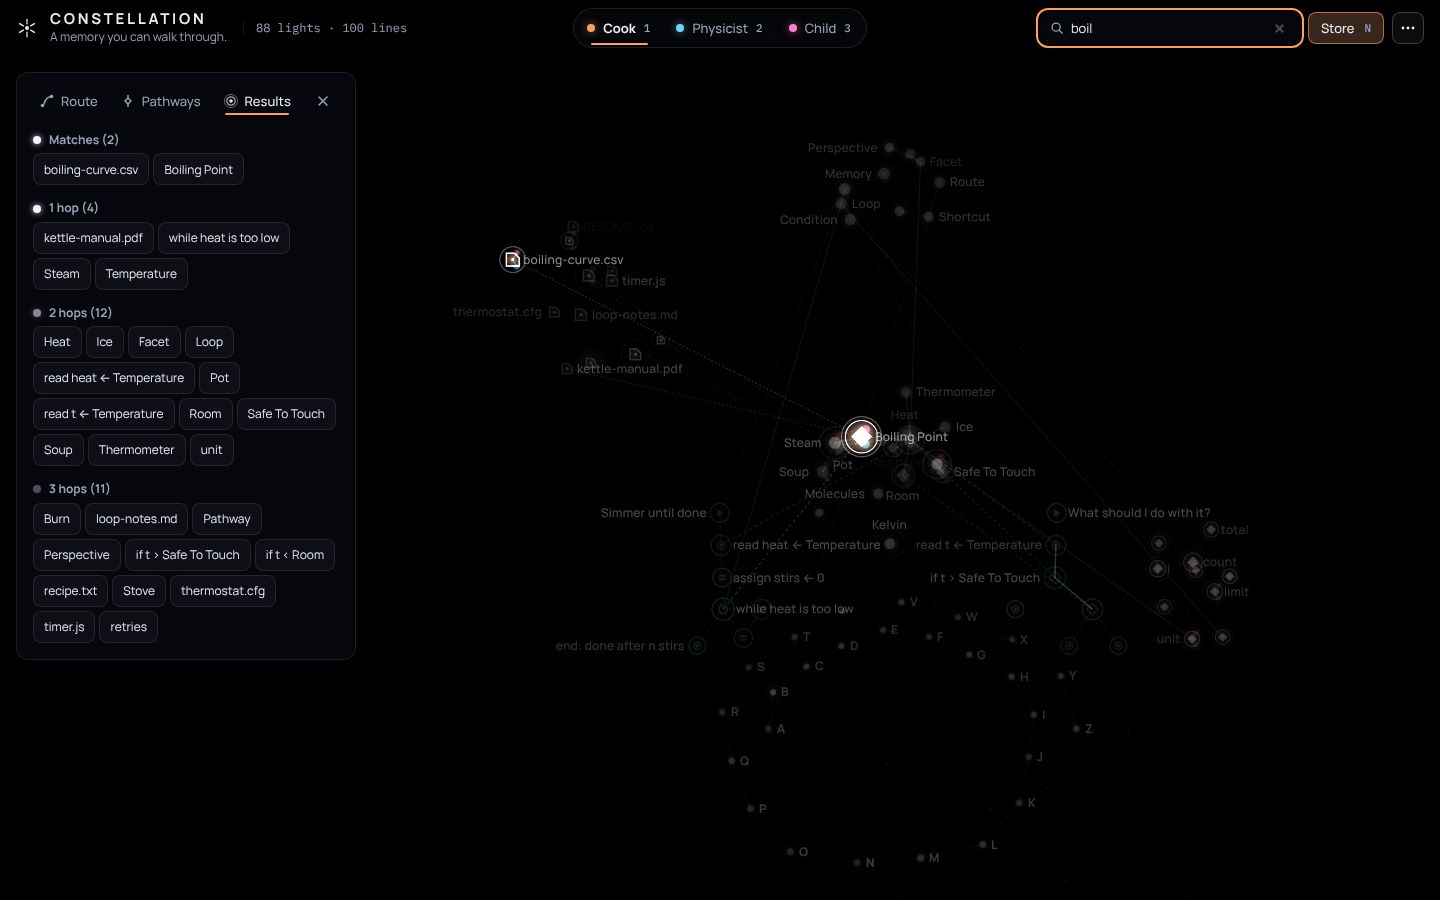 CONSTELLATION
A memory you can walk through.
88 lights · 100 lines
Cook 1
Physicist 2
Child 3
boil
Store N
Route
Pathways
Results
Matches (2)
boiling-curve.csv
Boiling Point
1 hop (4)
kettle-manual.pdf
while heat is too low
Steam
Temperature
2 hops (12)
Heat
Ice
Facet
Loop
read heat ← Temperature
Pot
read t ← Temperature
Room
Safe To Touch
Soup
Thermometer
unit
3 hops (11)
Burn
loop-notes.md
Pathway
Perspective
if t > Safe To Touch
if t < Room
recipe.txt
Stove
thermostat.cfg
timer.js
retries
Perspective
Facet
Memory
Route
Loop
Condition
Shortcut
README.md
boiling-curve.csv
timer.js
thermostat.cfg
loop-notes.md
kettle-manual.pdf
Thermometer
Heat
Ice
Steam
Boiling Point
Pot
Soup
Safe To Touch
Molecules
Room
Simmer until done
What should I do with it?
Kelvin
total
read heat ← Temperature
read t ← Temperature
i
count
assign stirs ← 0
if t > Safe To Touch
limit
while heat is too low
V
W
unit
T
E
F
X
end: done after n stirs
D
G
S
C
H
Y
B
R
I
A
Z
Q
J
P
K
O
N
M
L